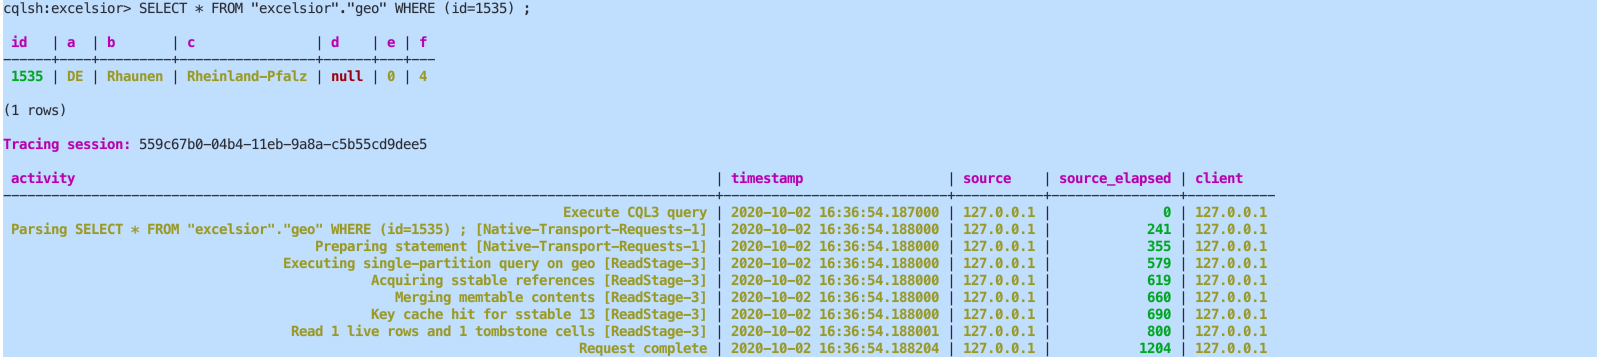 cqlsh:excelsior> SELECT * FROM "excelsior"."geo" WHERE (id=1535) ;
id | a | b | c | d | e | f
------+----+---------+-----------------+------+---+---
1535 | DE | Rhaunen | Rheinland-Pfalz | null | 0 | 4
(1 rows)
Tracing session: 559c67b0-04b4-11eb-9a8a-c5b55cd9dee5
activity | timestamp | source | source_elapsed | client
-----------------------------------------------------------------------------------------+----------------------------+-----------+----------------+-----------
Execute CQL3 query | 2020-10-02 16:36:54.187000 | 127.0.0.1 | 0 | 127.0.0.1
Parsing SELECT * FROM "excelsior"."geo" WHERE (id=1535) ; [Native-Transport-Requests-1] | 2020-10-02 16:36:54.188000 | 127.0.0.1 | 241 | 127.0.0.1
Preparing statement [Native-Transport-Requests-1] | 2020-10-02 16:36:54.188000 | 127.0.0.1 | 355 | 127.0.0.1
Executing single-partition query on geo [ReadStage-3] | 2020-10-02 16:36:54.188000 | 127.0.0.1 | 579 | 127.0.0.1
Acquiring sstable references [ReadStage-3] | 2020-10-02 16:36:54.188000 | 127.0.0.1 | 619 | 127.0.0.1
Merging memtable contents [ReadStage-3] | 2020-10-02 16:36:54.188000 | 127.0.0.1 | 660 | 127.0.0.1
Key cache hit for sstable 13 [ReadStage-3] | 2020-10-02 16:36:54.188000 | 127.0.0.1 | 690 | 127.0.0.1
Read 1 live rows and 1 tombstone cells [ReadStage-3] | 2020-10-02 16:36:54.188001 | 127.0.0.1 | 800 | 127.0.0.1
Request complete | 2020-10-02 16:36:54.188204 | 127.0.0.1 | 1204 | 127.0.0.1